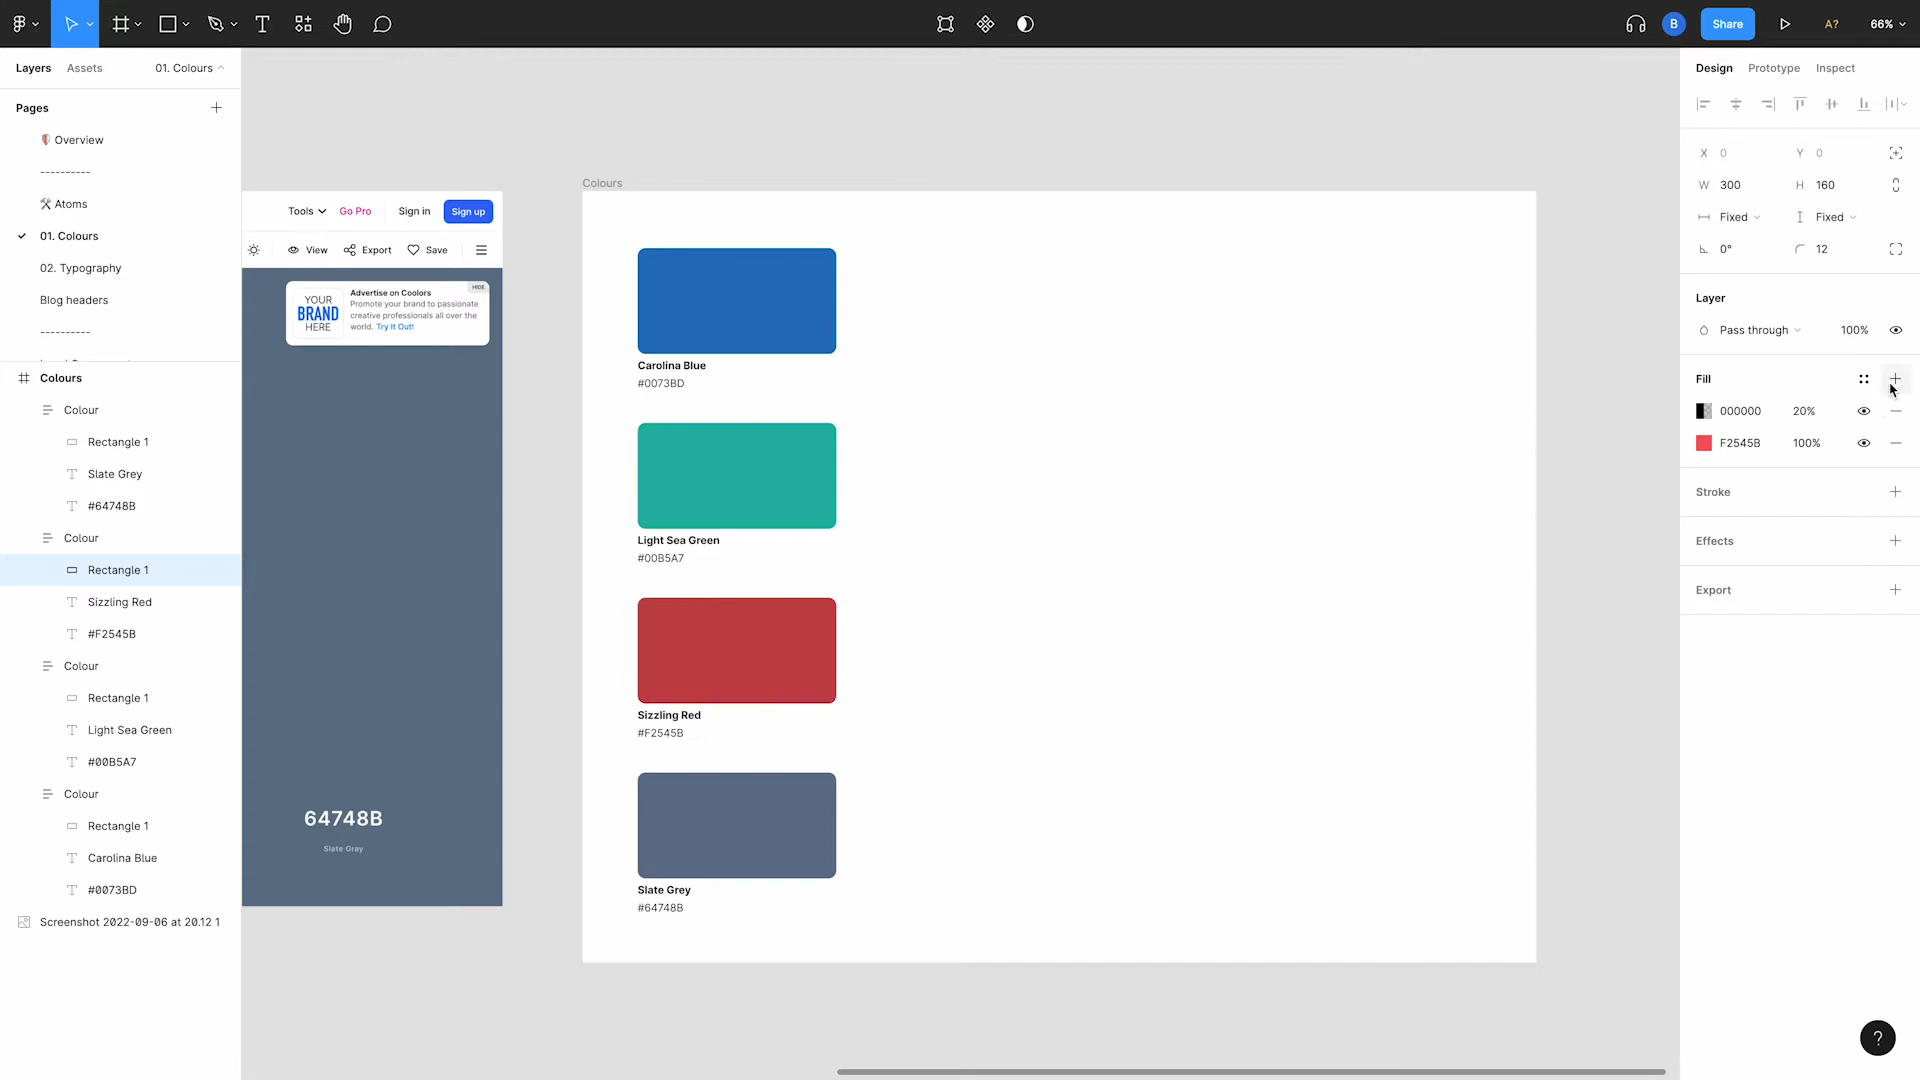 B
Share
A?
66%
Layers
Assets
01. Colours
Pages
Overview
----------
Atoms
01. Colours
02. Typography
Blog headers
----------
Colours
Colour
Rectangle 1
Slate Grey
#64748B
Colour
Rectangle 1
Sizzling Red
#F2545B
Colour
Rectangle 1
Light Sea Green
#00B5A7
Colour
Rectangle 1
Carolina Blue
#0073BD
Screenshot 2022-09-06 at 20.12 1
Tools
Go Pro
Sign in
Sign up
View
Export
Save
YOUR
BRAND
HERE
Advertise on Coolors
HIDE
Promote your brand to passionate
creative professionals all over the
world. Try It Out!
64748B
Slate Gray
Colours
Carolina Blue
#0073BD
Light Sea Green
#00B5A7
Sizzling Red
#F2545B
Slate Grey
#64748B
Design
Prototype
Inspect
X 0
Y 0
W 300
H 160
Fixed
Fixed
0°
12
Layer
Pass through
100%
Fill
000000 20%
F2545B 100%
Stroke
Effects
Export
?